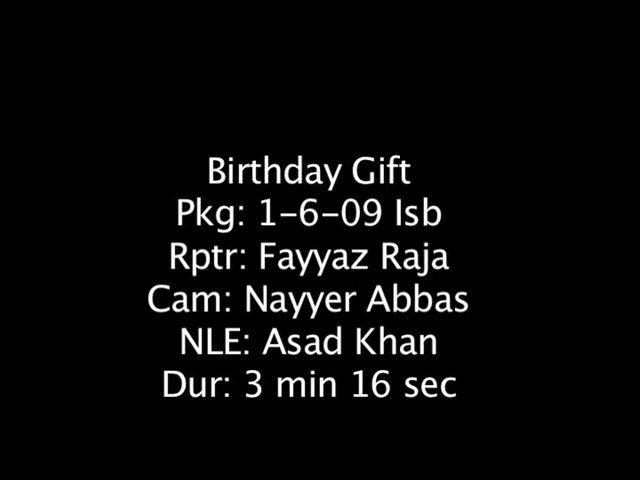 Birthday Gift
Pkg: 1-6-09 Isb
Rptr: Fayyaz Raja
Cam: Nayyer Abbas
NLE: Asad Khan
Dur: 3 min 16 sec